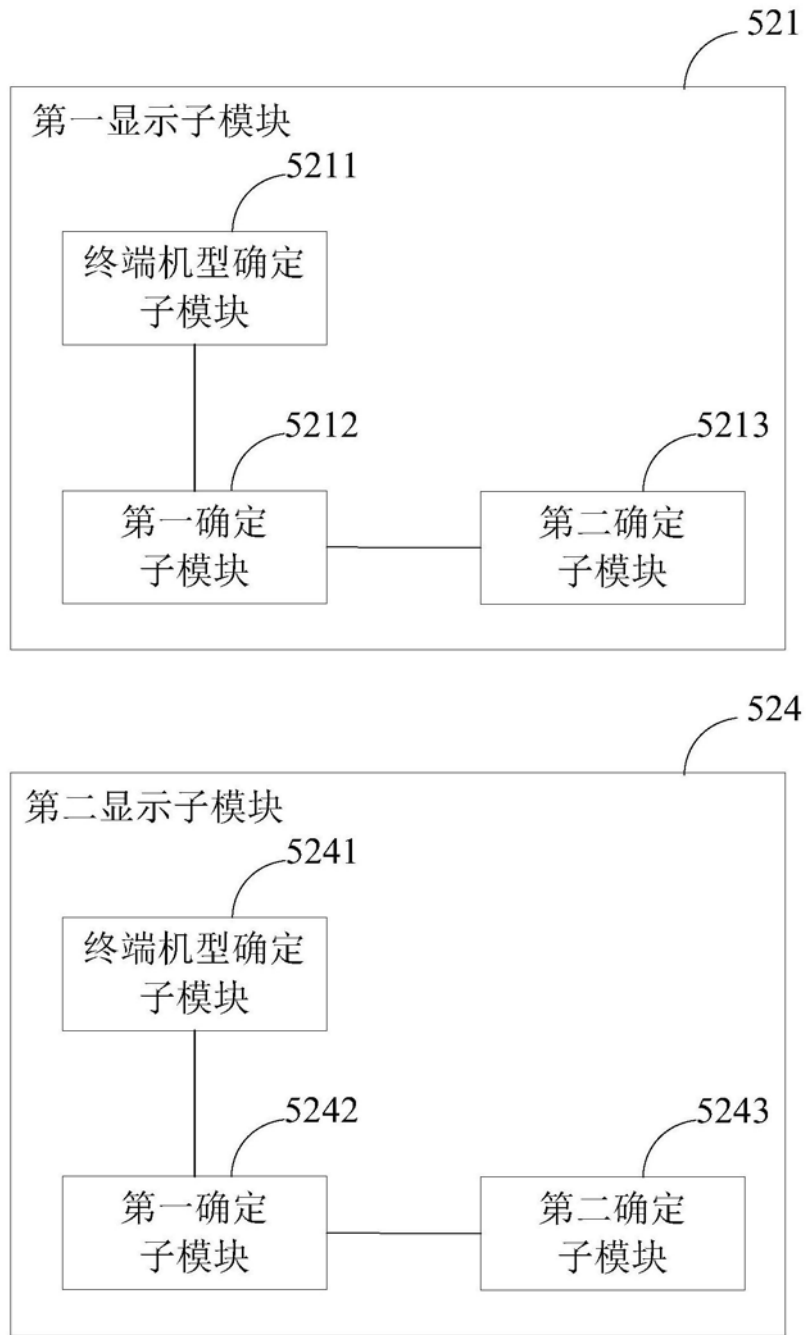 521
第一显示子模块
5211
终端机型确定
子模块
5212
5213
第一确定
子模块
第二确定
子模块
524
第二显示子模块
5241
终端机型确定
子模块
5242
5243
第一确定
子模块
第二确定
子模块